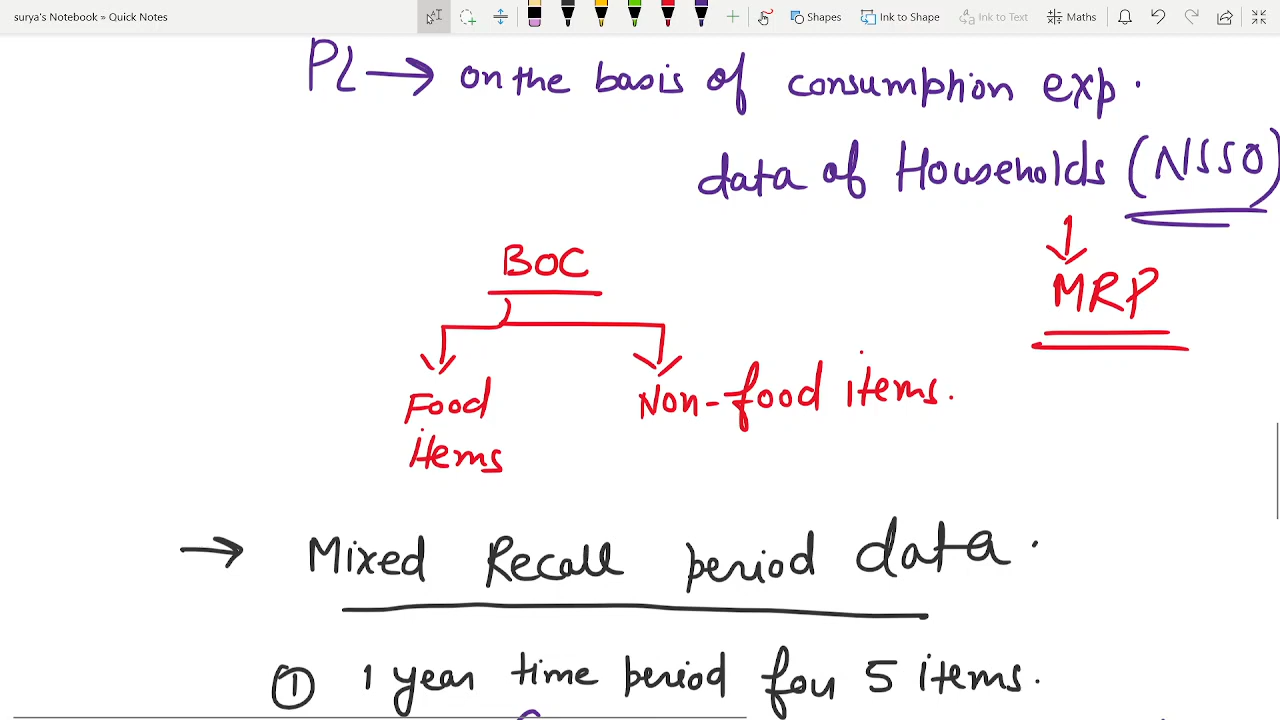 surya's Notebook » Quick Notes
Shapes
Ink to Shape
Ink to Text
Maths
PL → on the basis of consumption exp.
data of Households (NSSO)
MRP
BOC
Food
items
Non-food items.
→ Mixed Recall period data.
① 1 year time period for 5 items.